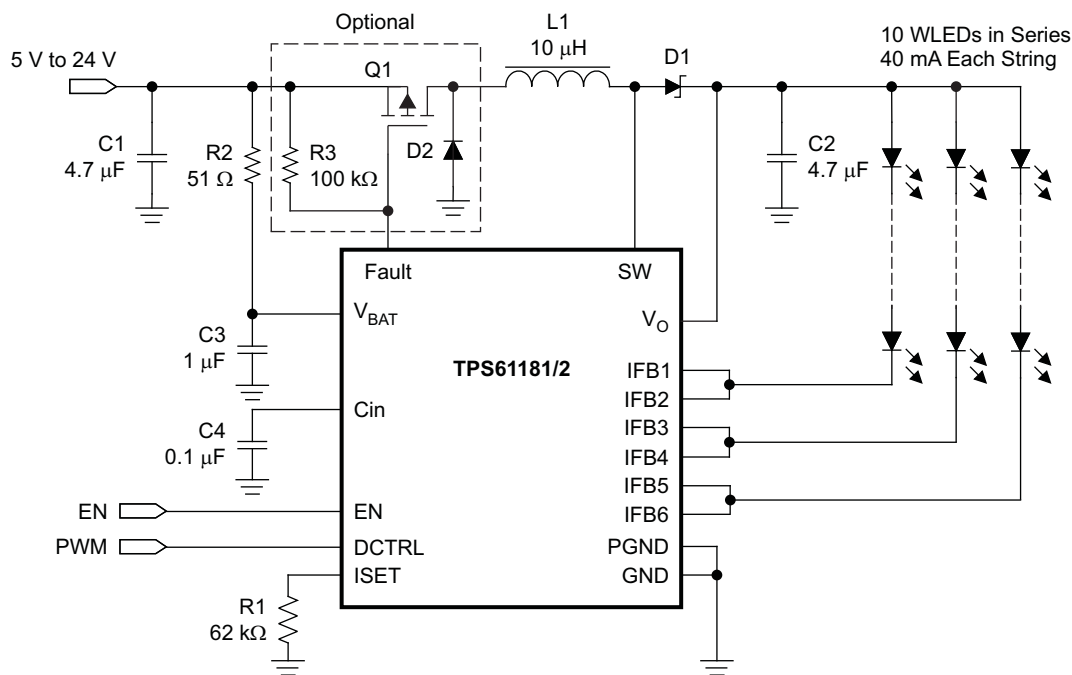 Optional
L1
10 μH
10 WLEDs in Series
40 mA Each String
5 V to 24 V
Q1
D1
C1
4.7 μF
R2
51 Ω
R3
100 kΩ
D2
C2
4.7 μF
Fault
SW
VBAT
VO
C3
1 μF
TPS61181/2
IFB1
IFB2
Cin
IFB3
C4
0.1 μF
IFB4
IFB5
EN
EN
IFB6
PWM
DCTRL
PGND
ISET
GND
R1
62 kΩ